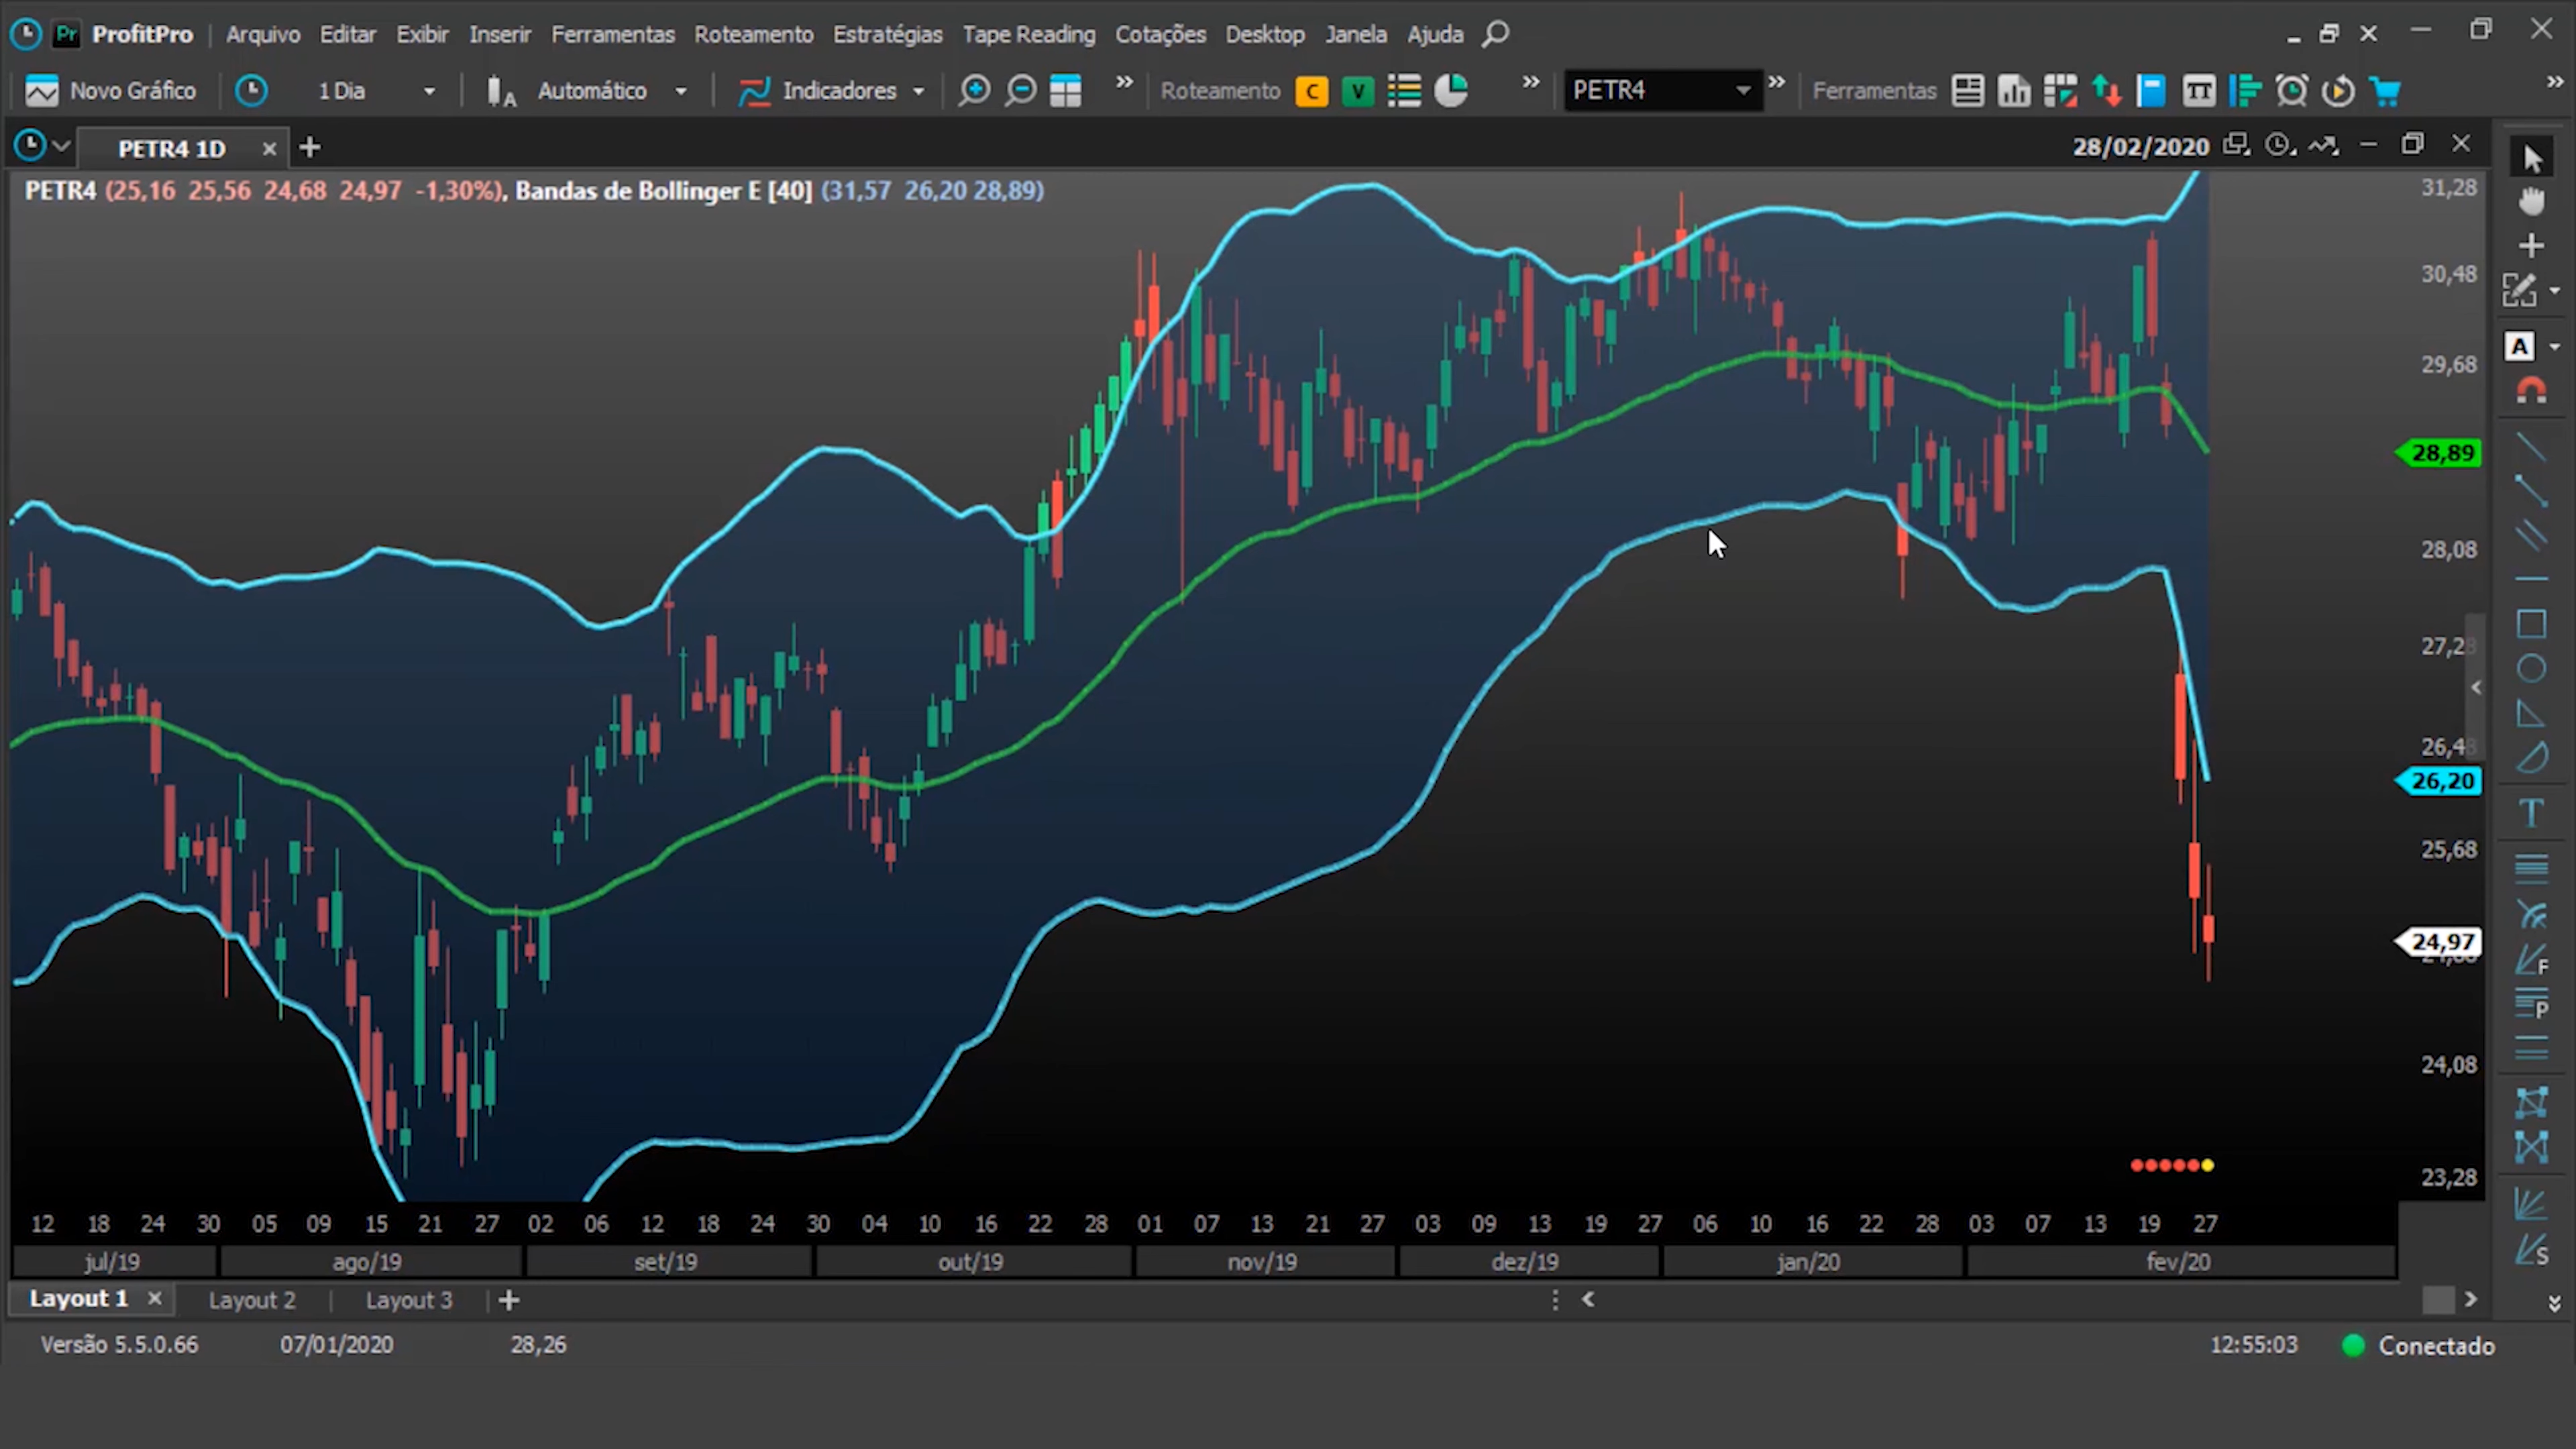 Pr ProfitPro Arquivo Editar Exibir Inserir Ferramentas Roteamento Estratégias Tape Reading Cotações Desktop Janela Ajuda
Novo Gráfico 1 Dia A Automático Indicadores Roteamento C V PETR4 Ferramentas TT
PETR4 1D 28/02/2020
PETR4 (25,16 25,56 24,68 24,97 -1,30%), Bandas de Bollinger E [40] (31,57 26,20 28,89)
31,28
30,48
A
29,68
28,89
28,08
27,28
26,48
26,20
T
25,68
24,97
F
P
24,08
23,28
12 18 24 30 05 09 15 21 27 02 06 12 18 24 30 04 10 16 22 28 01 07 13 21 27 03 09 13 19 27 06 10 16 22 28 03 07 13 19 27
jul/19 ago/19 set/19 out/19 nov/19 dez/19 jan/20 fev/20
S
Layout 1 Layout 2 Layout 3
Versão 5.5.0.66 07/01/2020 28,26 12:55:03 Conectado